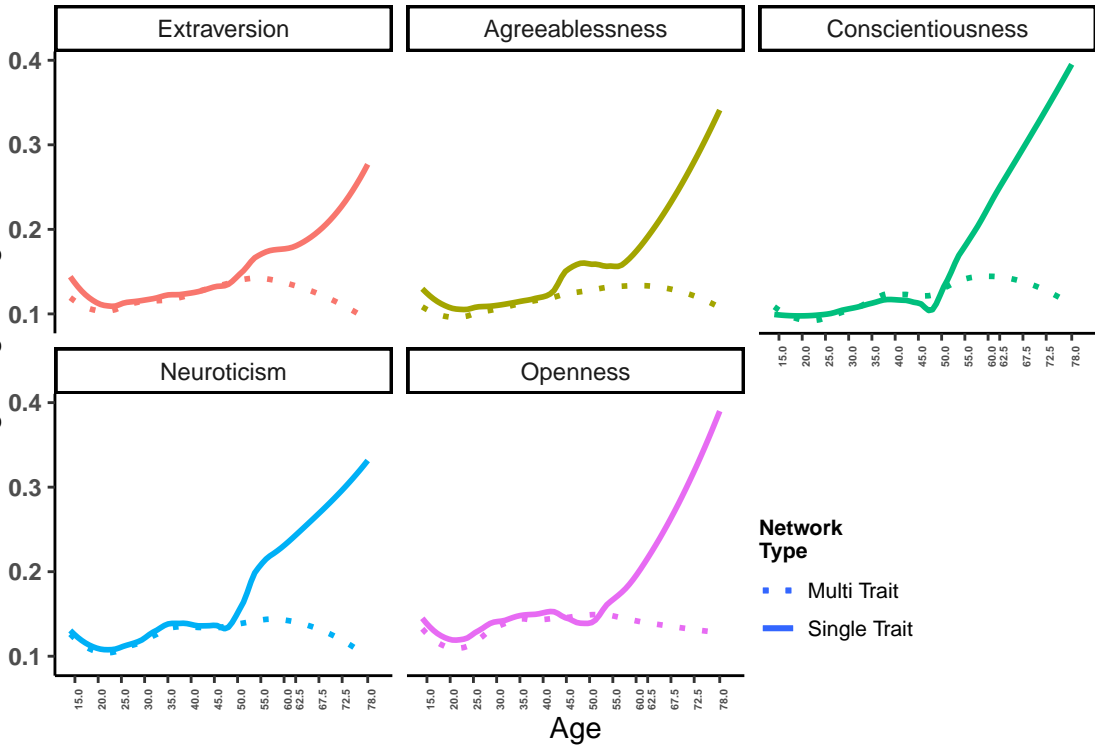 Extraversion Agreeablessness Conscientiousness
0.4
0.3
0.2
0.1
15.0 20.0 25.0 30.0 35.0 40.0 45.0 50.0 55.0 60.0 62.5 67.5 72.5 78.0
Neuroticism Openness
0.4
0.3
0.2
0.1
Network
Type
Multi Trait
Single Trait
15.0 20.0 25.0 30.0 35.0 40.0 45.0 50.0 55.0 60.0 62.5 67.5 72.5 78.0 15.0 20.0 25.0 30.0 35.0 40.0 45.0 50.0 55.0 60.0 62.5 67.5 72.5 78.0
Age